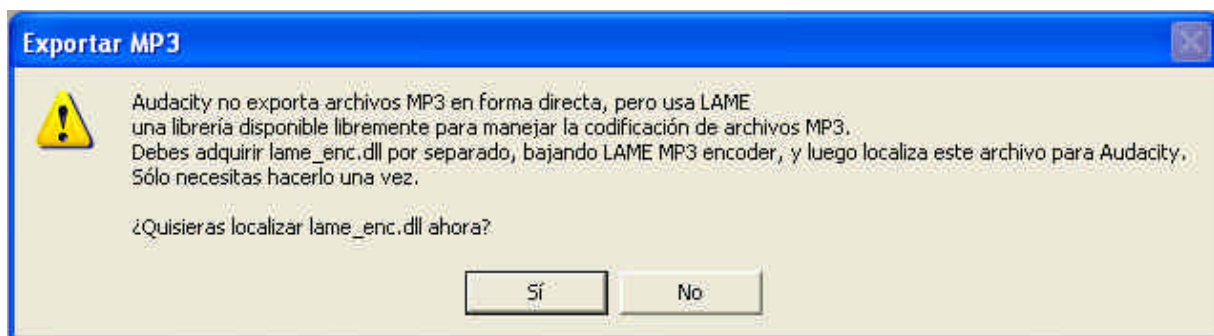 Exportar MP3
Audacity no exporta archivos MP3 en forma directa, pero usa LAME
una librería disponible libremente para manejar la codificación de archivos MP3.
Debes adquirir lame_enc.dll por separado, bajando LAME MP3 encoder, y luego localiza este archivo para Audacity.
Sólo necesitas hacerlo una vez.
¿Quisieras localizar lame_enc.dll ahora?
Sí
No